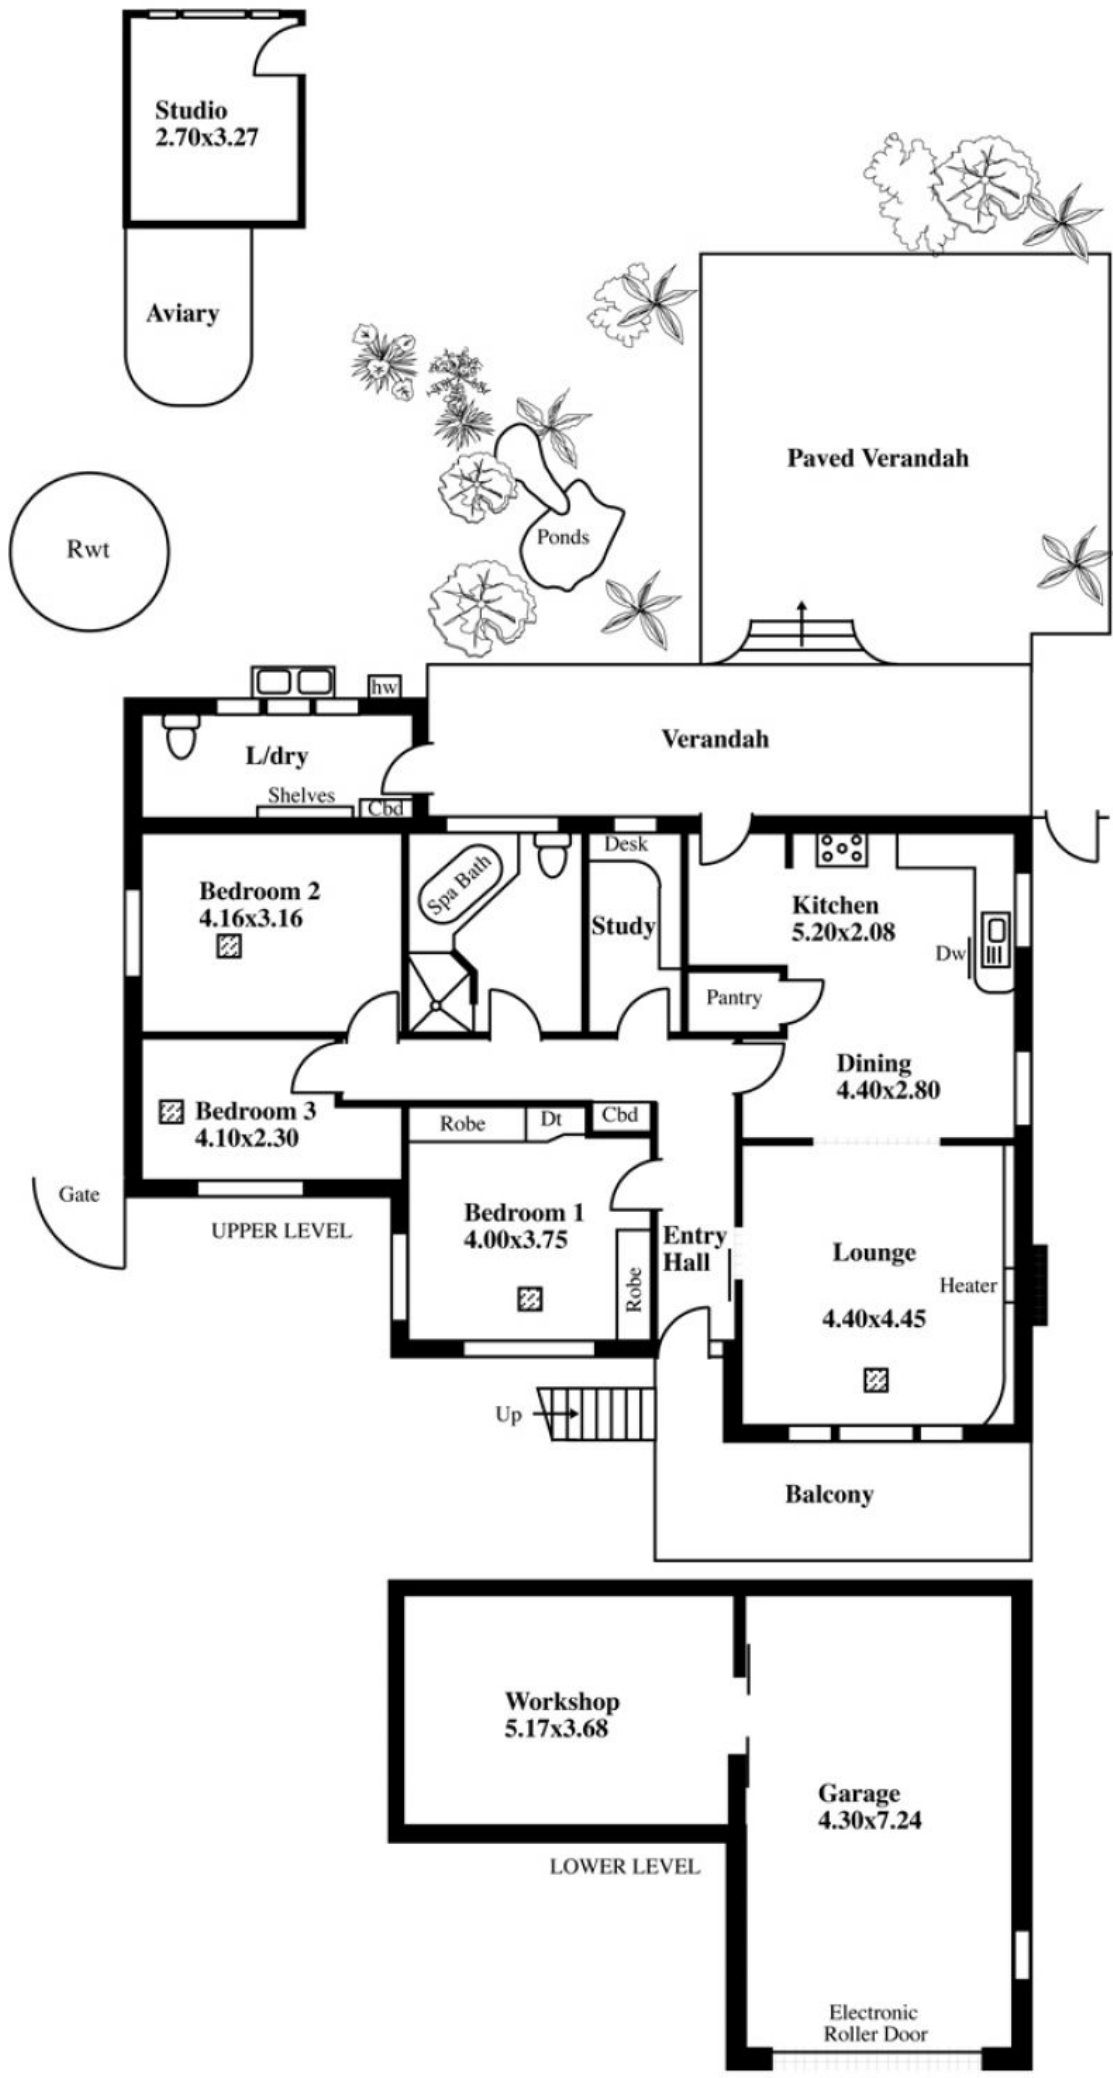 Studio
2.70x3.27
Aviary
Paved Verandah
Rwt
Ponds
hw
L/dry
Verandah
Shelves
Cbd
Desk
Spa Bath
Bedroom 2
4.16x3.16
Study
Kitchen
5.20x2.08
Dw
Pantry
Dining
4.40x2.80
Bedroom 3
4.10x2.30
Robe
Dt
Cbd
Gate
UPPER LEVEL
Bedroom 1
4.00x3.75
Entry
Hall
Lounge
4.40x4.45
Heater
Robe
Up
Balcony
Workshop
5.17x3.68
Garage
4.30x7.24
LOWER LEVEL
Electronic
Roller Door